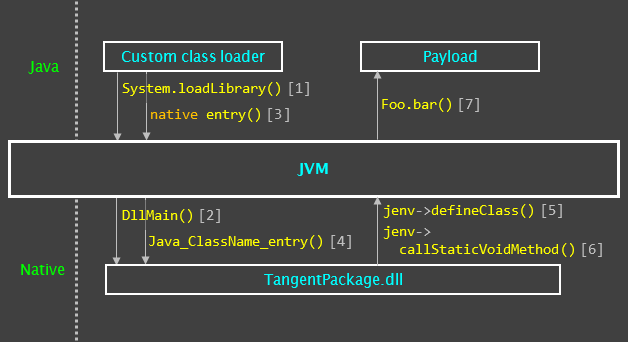 Custom class loader
Payload
Java
System.loadLibrary() [1]
native entry() [3]
Foo.bar() [7]
JVM
DllMain() [2]
Java_ClassName_entry() [4]
jenv->defineClass() [5]
jenv->
callStaticVoidMethod() [6]
Native
TangentPackage.dll